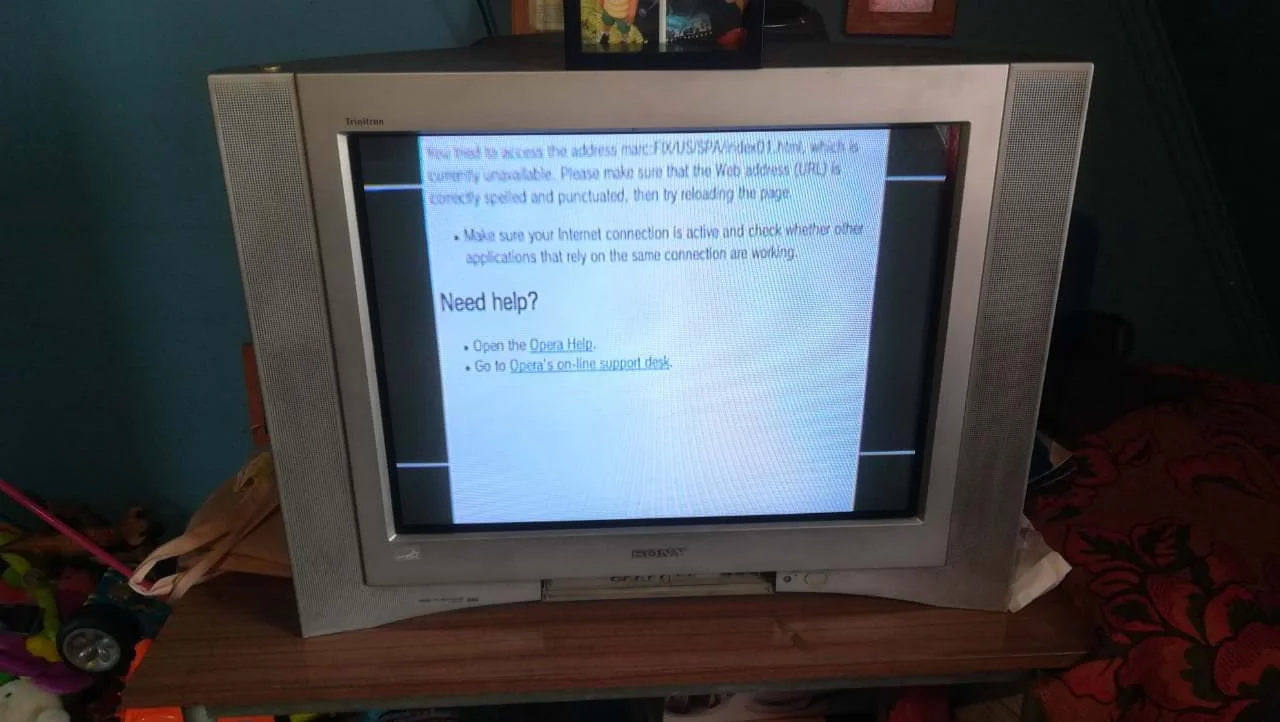 Trinitron
You tried to access the address marc:FIX/US/SPA/index01.html, which is
currently unavailable. Please make sure that the Web address (URL) is
correctly spelled and punctuated, then try reloading the page.
• Make sure your Internet connection is active and check whether other
applications that rely on the same connection are working.
Need help?
• Open the Opera Help.
• Go to Opera's on-line support desk.
SONY